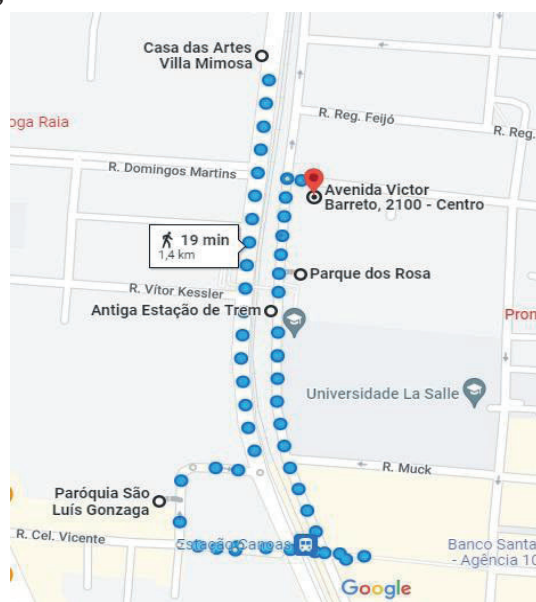 Casa das Artes
Villa Mimosa
R. Reg. Feijó
oga Raia
R. Reg.
R. Domingos Martins
Avenida Victor
Barreto, 2100 - Centro
19 min
1,4 km
Parque dos Rosa
R. Vítor Kessler
Antiga Estação de Trem
Pron
Universidade La Salle
R. Muck
Paróquia São
Luís Gonzaga
R. Cel. Vicente
Estação Canoas
Banco Santa
- Agência 10
Google